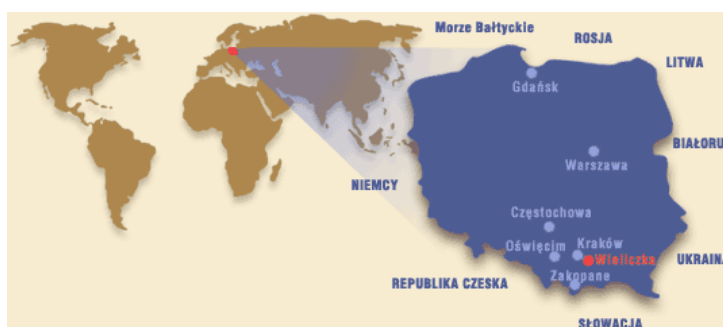 Morze Bałtyckie
ROSJA
LITWA
Gdańsk
BIAŁORU
Warszawa
NIEMCY
Częstochowa
Oświęcim
Kraków
Wieliczka
UKRAINA
Zakopane
REPUBLIKA CZESKA
SŁOWACJA